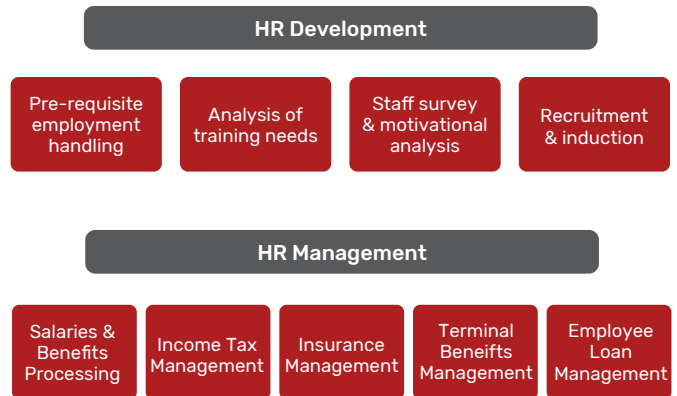 HR Development
Pre-requisite
employment
handling
Analysis of
training needs
Staff survey
& motivational
analysis
Recruitment
& induction
HR Management
Salaries &
Benefits
Processing
Income Tax
Management
Insurance
Management
Terminal
Beneifts
Management
Employee
Loan
Management